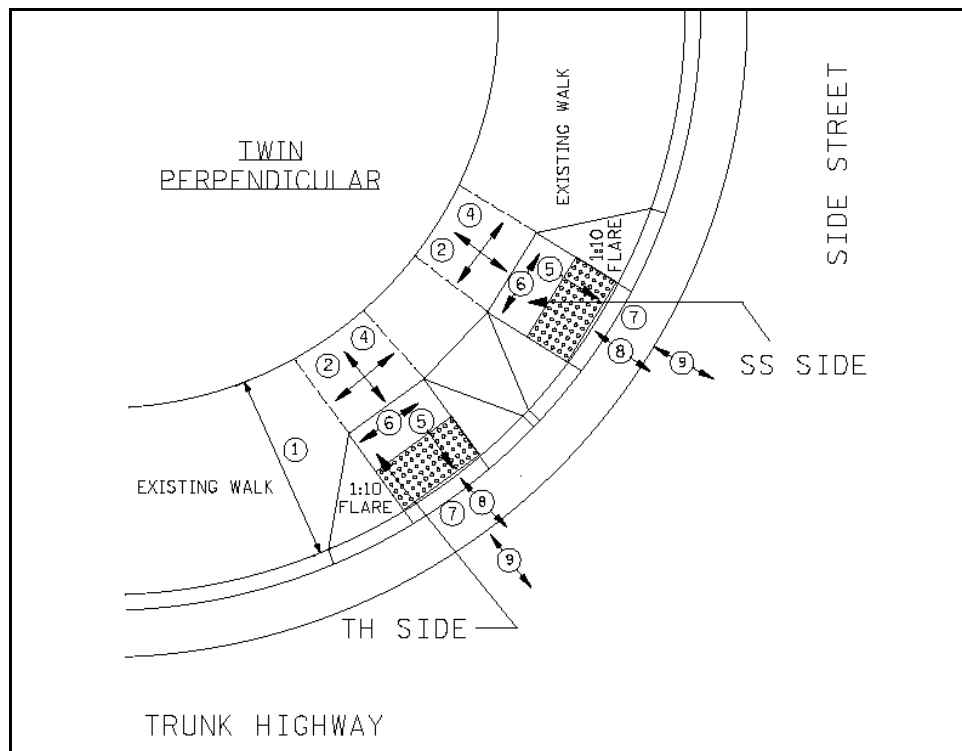 TWIN
PERPENDICULAR
EXISTING WALK
SIDE STREET
4
2
1:10
FLARE
5
6
7
8
9
SS SIDE
4
2
6
5
1
EXISTING WALK
1:10
FLARE
7
8
9
TH SIDE
TRUNK HIGHWAY